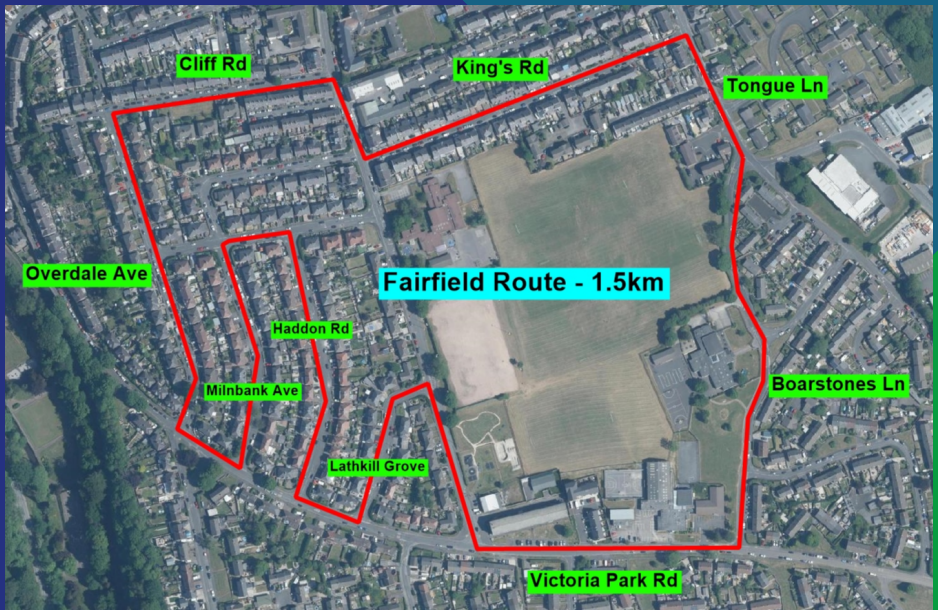 Cliff Rd
King's Rd
Tongue Ln
Overdale Ave
Fairfield Route - 1.5km
Haddon Rd
Milnbank Ave
Boarstones Ln
Lathkill Grove
Victoria Park Rd